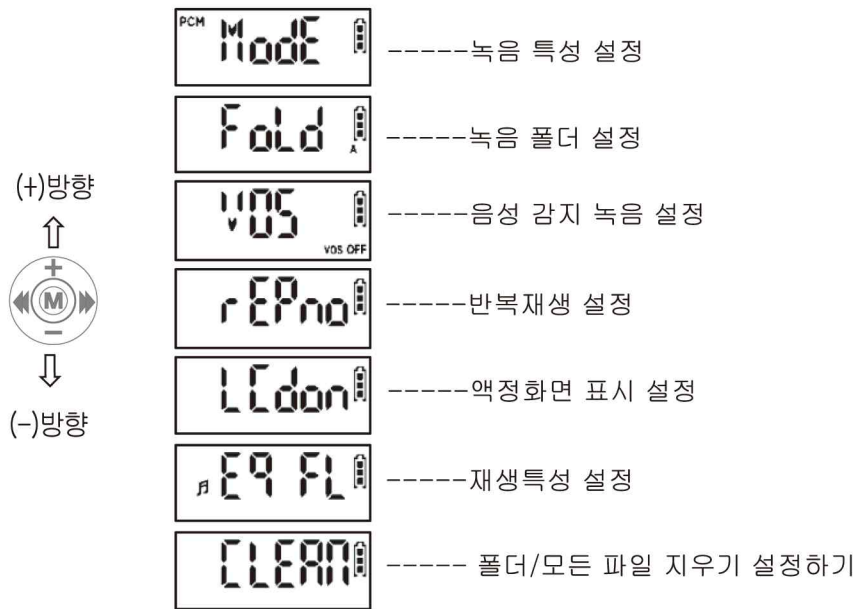 PCM ModE -----녹음 특성 설정
FoLd A -----녹음 폴더 설정
(+)방향
VOS VOS OFF -----음성 감지 녹음 설정
+
M
−
rEPno -----반복재생 설정
LCdon -----액정화면 표시 설정
(−)방향
E9 FL -----재생특성 설정
CLEAn ----- 폴더/모든 파일 지우기 설정하기